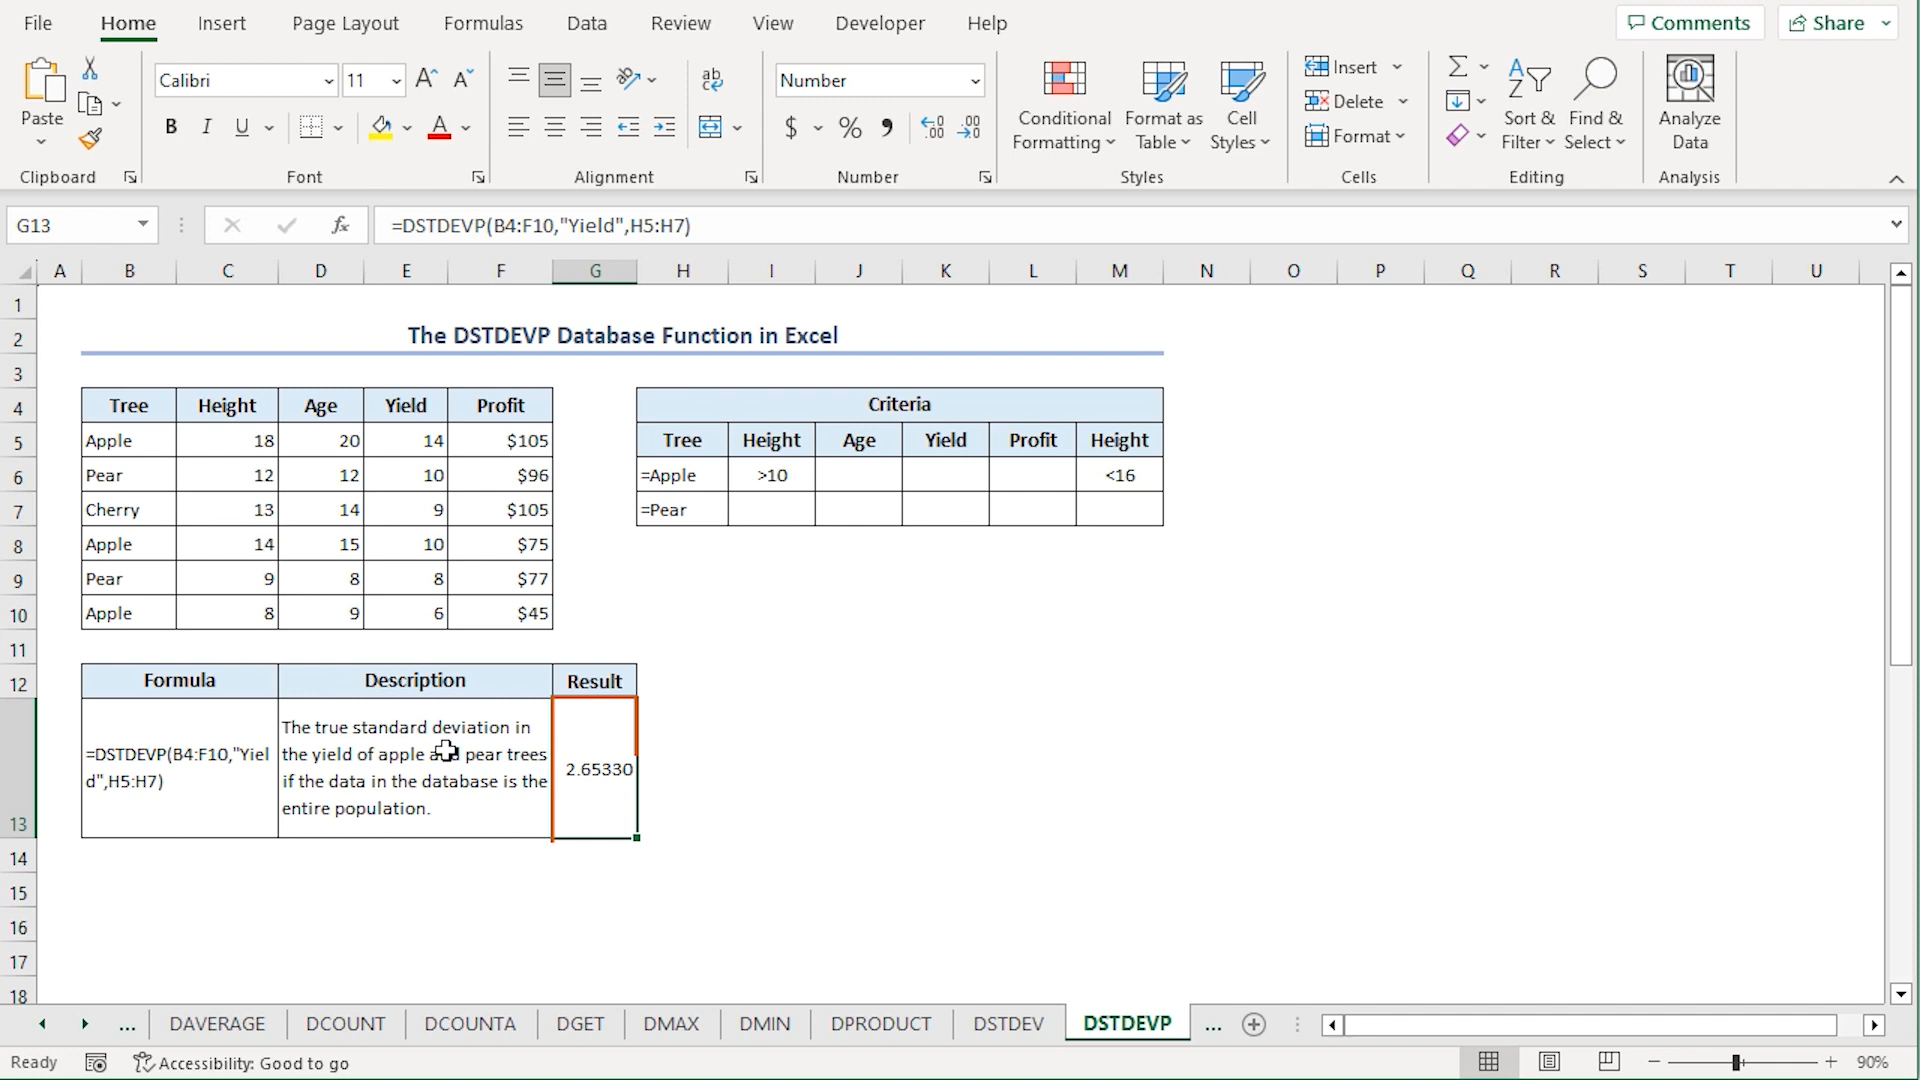 File Home Insert Page Layout Formulas Data Review View Developer Help Comments Share
Calibri 11 ab c Number Insert
Paste Conditional Format as Cell Delete Sort & Find & Analyze
B I U A $ % 9 .00 .00 Formatting Table Styles Format Filter Select Data
Clipboard Font Alignment Number Styles Cells Editing Analysis
G13 fx =DSTDEVP(B4:F10,"Yield",H5:H7)
A B C D E F G H I J K L M N O P Q R S T U
1
2 The DSTDEVP Database Function in Excel
3
4 Tree Height Age Yield Profit Criteria
5 Apple 18 20 14 $105 Tree Height Age Yield Profit Height
6 Pear 12 12 10 $96 =Apple >10 <16
7 Cherry 13 14 9 $105 =Pear
8 Apple 14 15 10 $75
9 Pear 9 8 8 $77
10 Apple 8 9 6 $45
11
12 Formula Description Result
The true standard deviation in
=DSTDEVP(B4:F10,"Yiel the yield of apple pear trees 2.65330
d",H5:H7) if the data in the database is the
entire population.
13
14
15
16
17
18
... DAVERAGE DCOUNT DCOUNTA DGET DMAX DMIN DPRODUCT DSTDEV DSTDEVP ...
Ready Accessibility: Good to go 90%